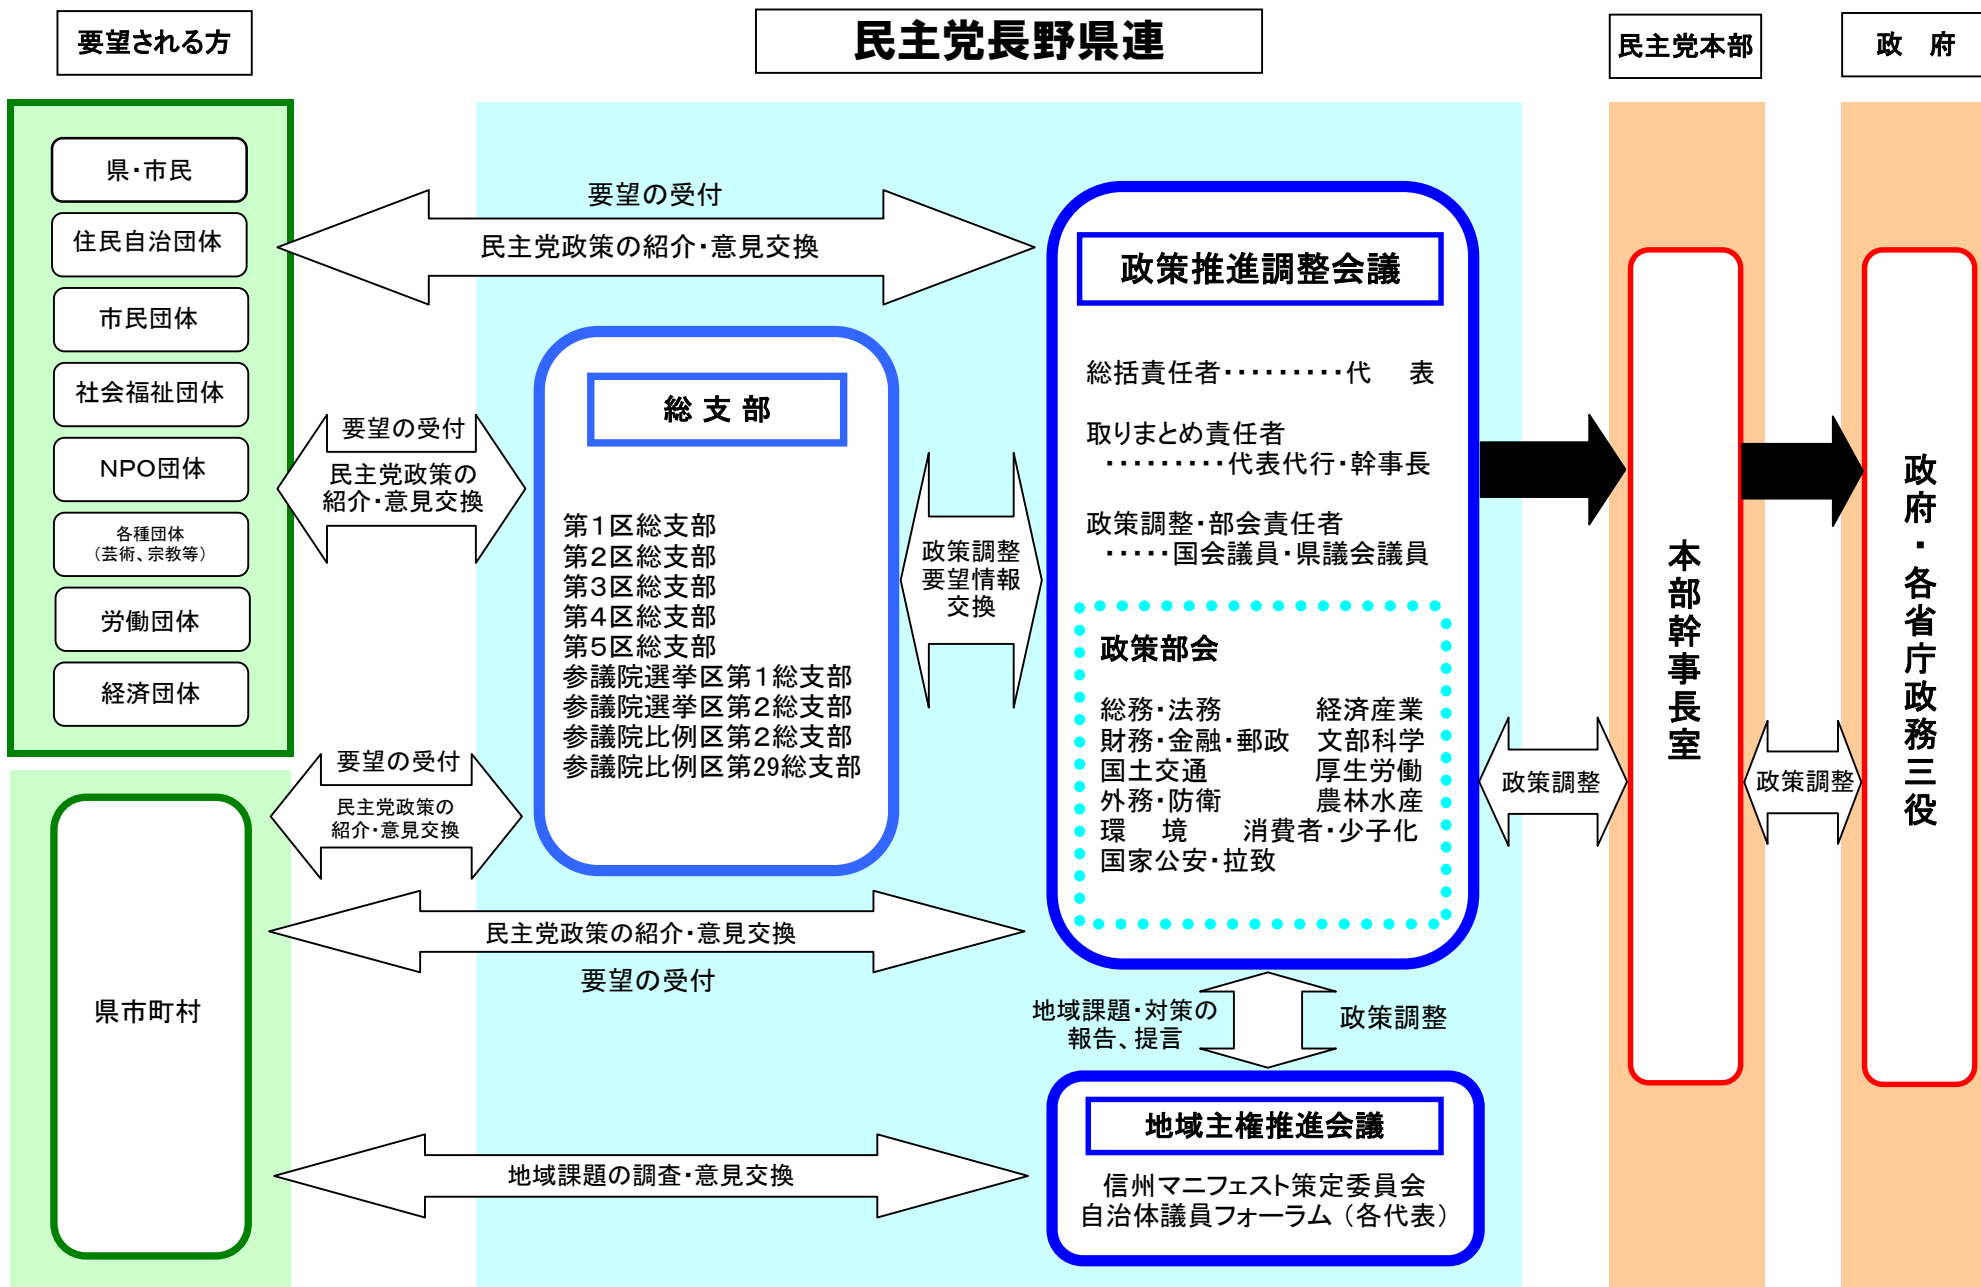 要望される方
民主党長野県連
民主党本部
政　府
県・市民
住民自治団体
市民団体
社会福祉団体
NPO団体
各種団体
（芸術、宗教等）
労働団体
経済団体
県市町村
要望の受付
民主党政策の紹介・意見交換
要望の受付
民主党政策の
紹介・意見交換
要望の受付
民主党政策の
紹介・意見交換
民主党政策の紹介・意見交換
要望の受付
地域課題の調査・意見交換
総 支 部
第1区総支部
第2区総支部
第3区総支部
第4区総支部
第5区総支部
参議院選挙区第1総支部
参議院選挙区第2総支部
参議院比例区第2総支部
参議院比例区第29総支部
政策調整
要望情報
交換
政策推進調整会議
総括責任者・・・・・・・・・代　表
取りまとめ責任者
・・・・・・・・・代表代行・幹事長
政策調整・部会責任者
・・・・・国会議員・県議会議員
政策部会
総務・法務　経済産業
財務・金融・郵政　文部科学
国土交通　厚生労働
外務・防衛　農林水産
環　境　消費者・少子化
国家公安・拉致
地域課題・対策の
報告、提言
政策調整
地域主権推進会議
信州マニフェスト策定委員会
自治体議員フォーラム（各代表）
政策調整
本部幹事長室
政策調整
政府・各省庁政務三役